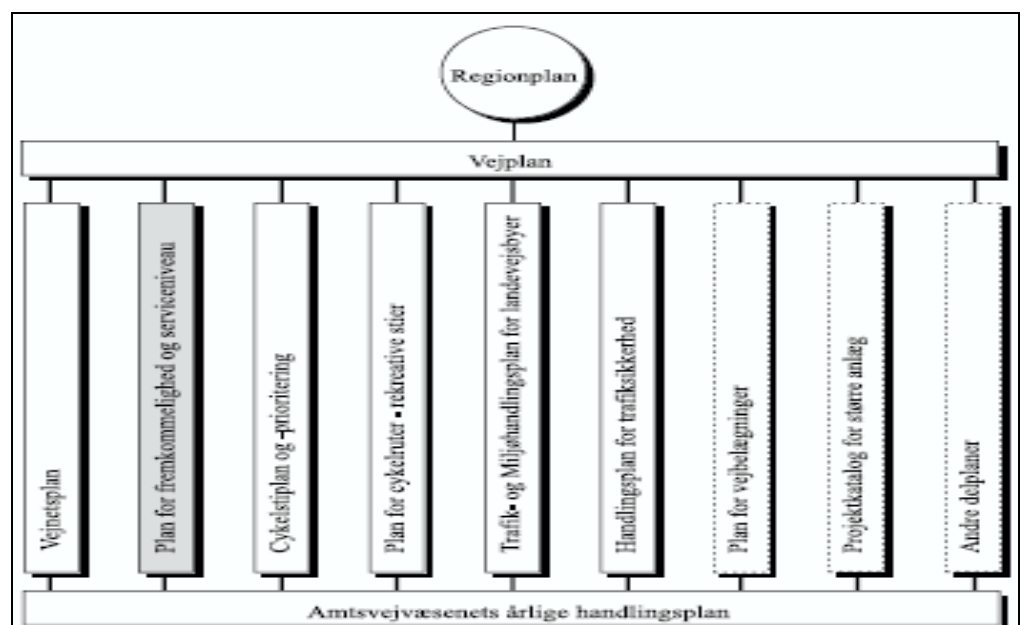 Regionplan
Vejplan
Vejnetsplan
Plan for fremkommelighed og serviceniveau
Cykelstiplan og -prioritering
Plan for cykelruter - rekreative stier
Trafik- og Miljøhandlingsplan for landevejsbyer
Handlingsplan for trafiksikkerhed
Plan for vejbelægninger
Projektkatalog for større anlæg
Andre delplaner
Amtsvejvæsenets årlige handlingsplan